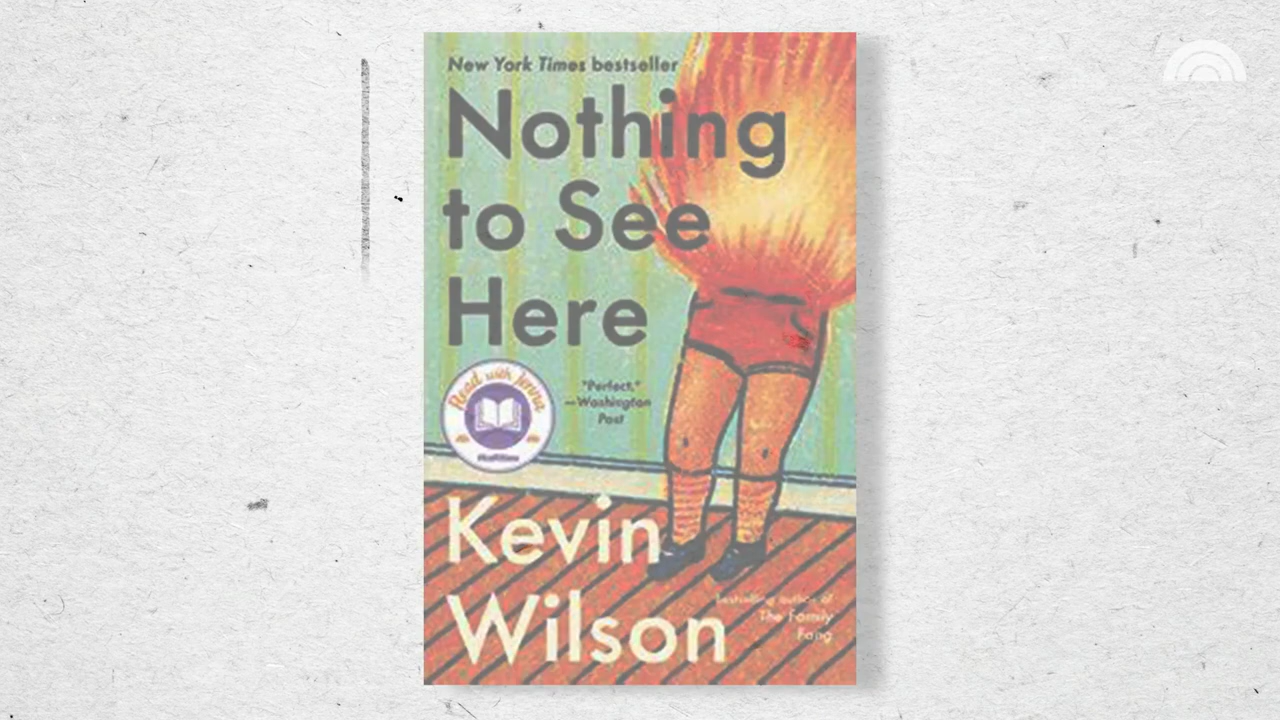 New York Times bestseller
Nothing
to See
Here
Read with Jenna
"Perfect."
—Washington
Post
Kevin
Wilson
bestselling author of
The Family
Fang